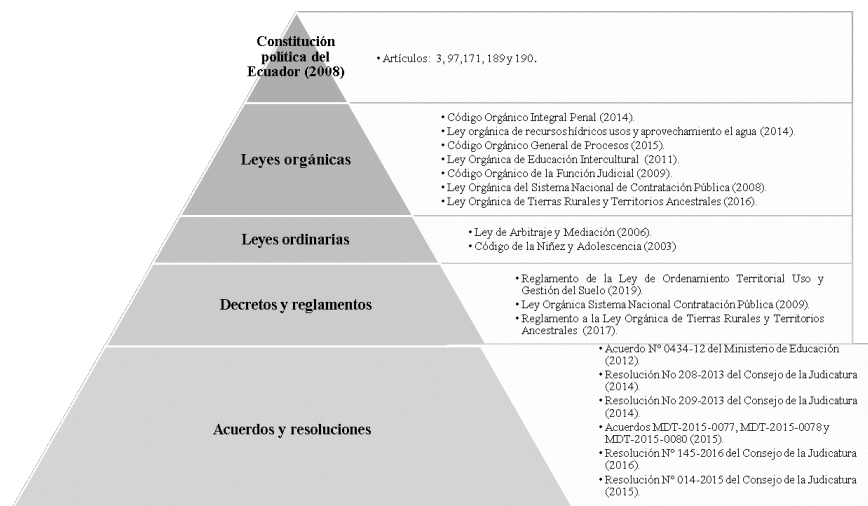 Constitución
política del
Ecuador (2008)
• Artículos: 3, 97,171, 189 y 190.
Leyes orgánicas
• Código Orgánico Integral Penal (2014).
• Ley orgánica de recursos hídricos usos y aprovechamiento el agua (2014).
• Código Orgánico General de Procesos (2015).
• Ley Orgánica de Educación Intercultural (2011).
• Código Orgánico de la Función Judicial (2009).
• Ley Orgánica del Sistema Nacional de Contratación Pública (2008).
• Ley Orgánica de Tierras Rurales y Territorios Ancestrales (2016).
Leyes ordinarias
• Ley de Arbitraje y Mediación (2006).
• Código de la Niñez y Adolescencia (2003)
Decretos y reglamentos
• Reglamento de la Ley de Ordenamiento Territorial Uso y
Gestión del Suelo (2019).
• Ley Orgánica Sistema Nacional Contratación Pública (2009).
• Reglamento a la Ley Orgánica de Tierras Rurales y Territorios
Ancestrales (2017).
Acuerdos y resoluciones
• Acuerdo N° 0434-12 del Ministerio de Educación
(2012).
• Resolución No 208-2013 del Consejo de la Judicatura
(2014).
• Resolución No 209-2013 del Consejo de la Judicatura
(2014).
• Acuerdos MDT-2015-0077, MDT-2015-0078 y
MDT-2015-0080 (2015).
• Resolución N° 145-2016 del Consejo de la Judicatura
(2016).
• Resolución N° 014-2015 del Consejo de la Judicatura
(2015).